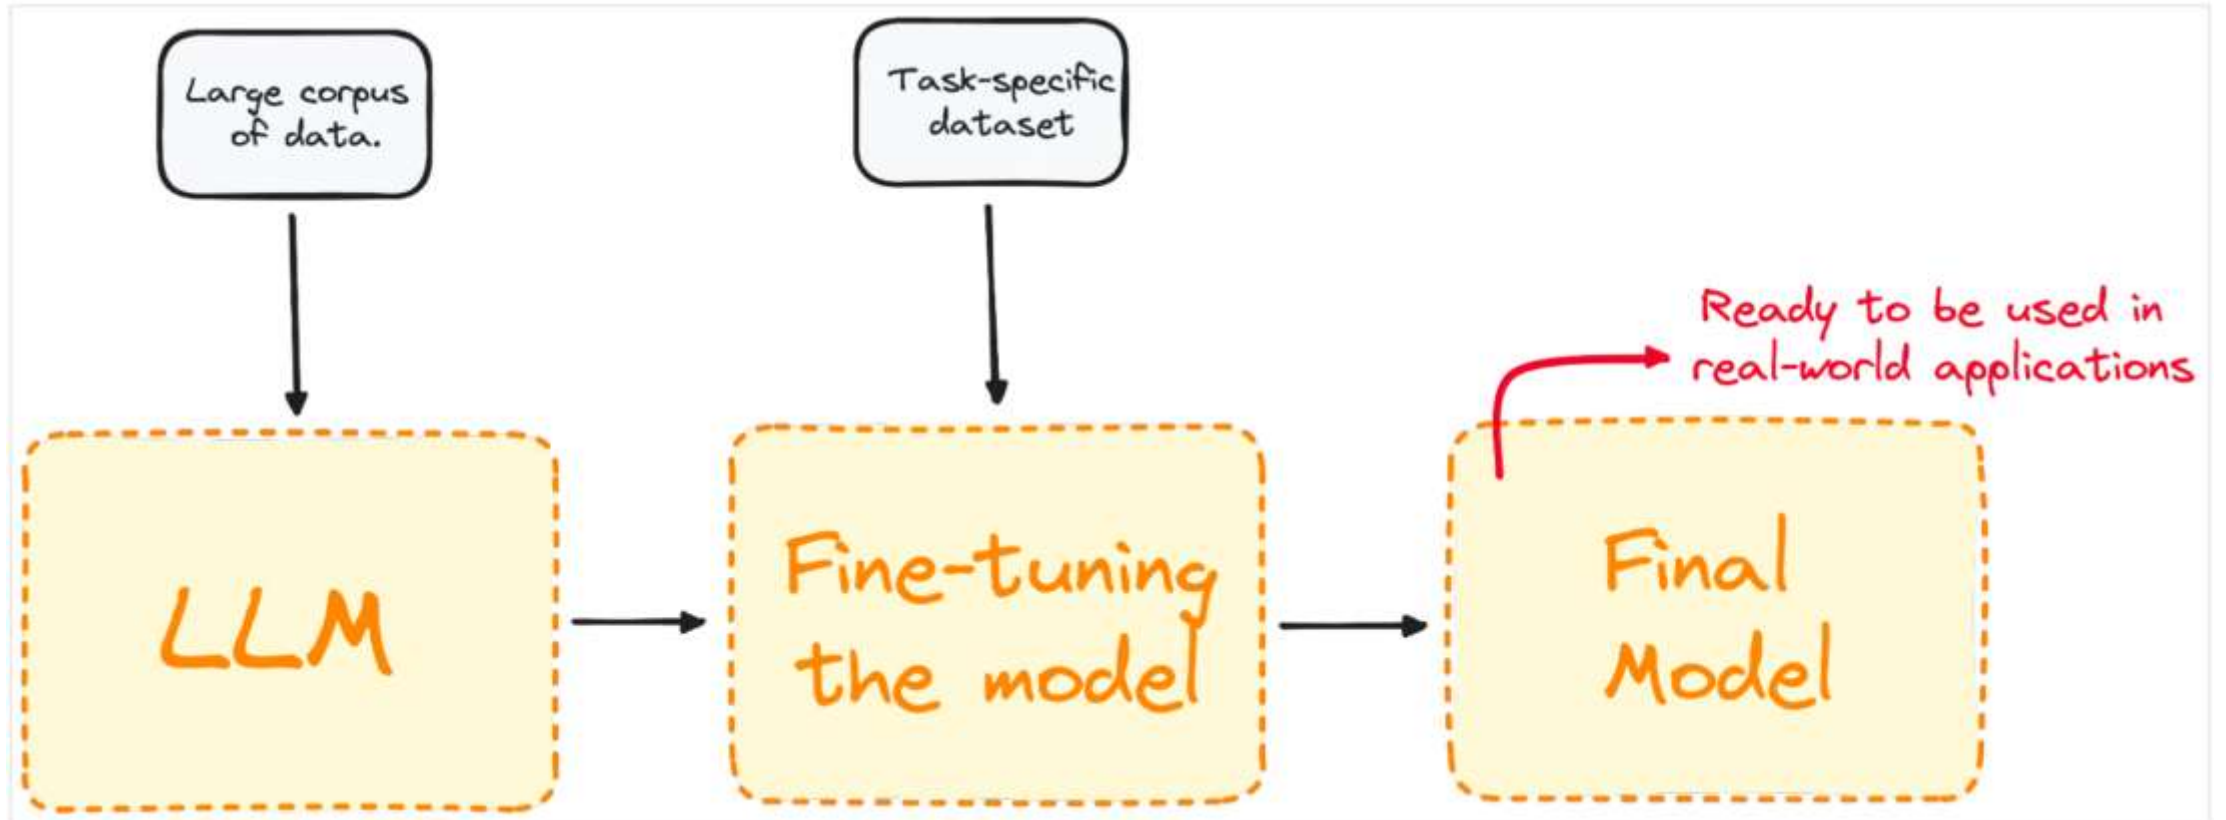 Large corpus
of data.
Task-specific
dataset
Ready to be used in
real-world applications
LLM
Fine-tuning
the model
Final
Model